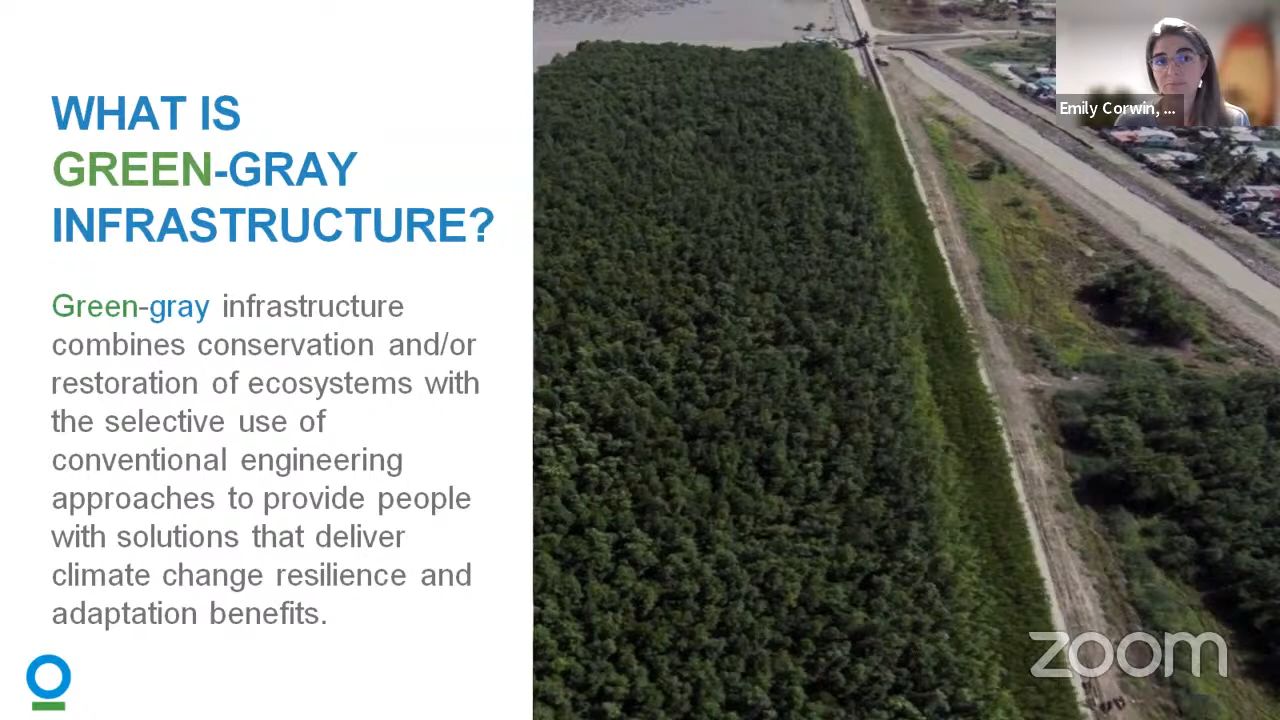 WHAT IS
GREEN-GRAY
INFRASTRUCTURE?
Green-gray infrastructure
combines conservation and/or
restoration of ecosystems with
the selective use of
conventional engineering
approaches to provide people
with solutions that deliver
climate change resilience and
adaptation benefits.
Emily Corwin, ...
zoom